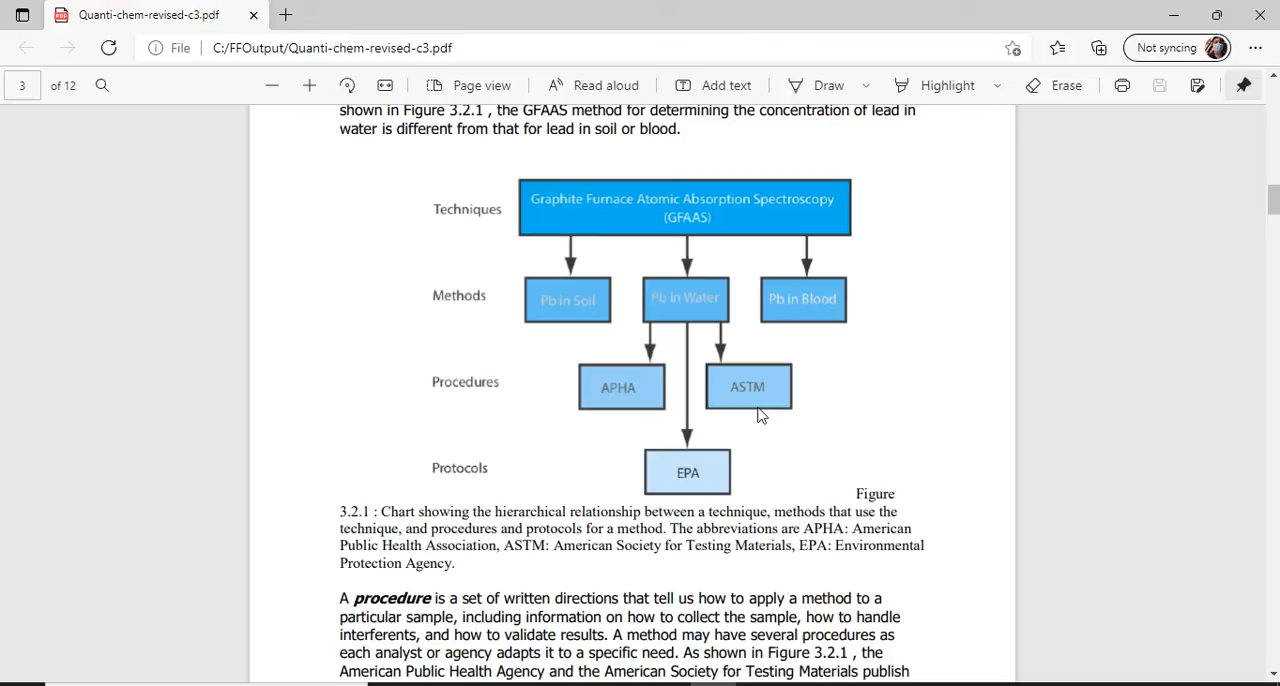 Quanti-chem-revised-c3.pdf
File C:/FFOutput/Quanti-chem-revised-c3.pdf Not syncing
3 of 12 Page view Read aloud Add text Draw Highlight Erase
shown in Figure 3.2.1 , the GFAAS method for determining the concentration of lead in
water is different from that for lead in soil or blood.
Techniques
Graphite Furnace Atomic Absorption Spectroscopy
(GFAAS)
Methods
Pb in Soil
Pb in Water
Pb in Blood
Procedures
APHA
ASTM
Protocols
EPA
Figure
3.2.1 : Chart showing the hierarchical relationship between a technique, methods that use the
technique, and procedures and protocols for a method. The abbreviations are APHA: American
Public Health Association, ASTM: American Society for Testing Materials, EPA: Environmental
Protection Agency.
A procedure is a set of written directions that tell us how to apply a method to a
particular sample, including information on how to collect the sample, how to handle
interferents, and how to validate results. A method may have several procedures as
each analyst or agency adapts it to a specific need. As shown in Figure 3.2.1 , the
American Public Health Agency and the American Society for Testing Materials publish